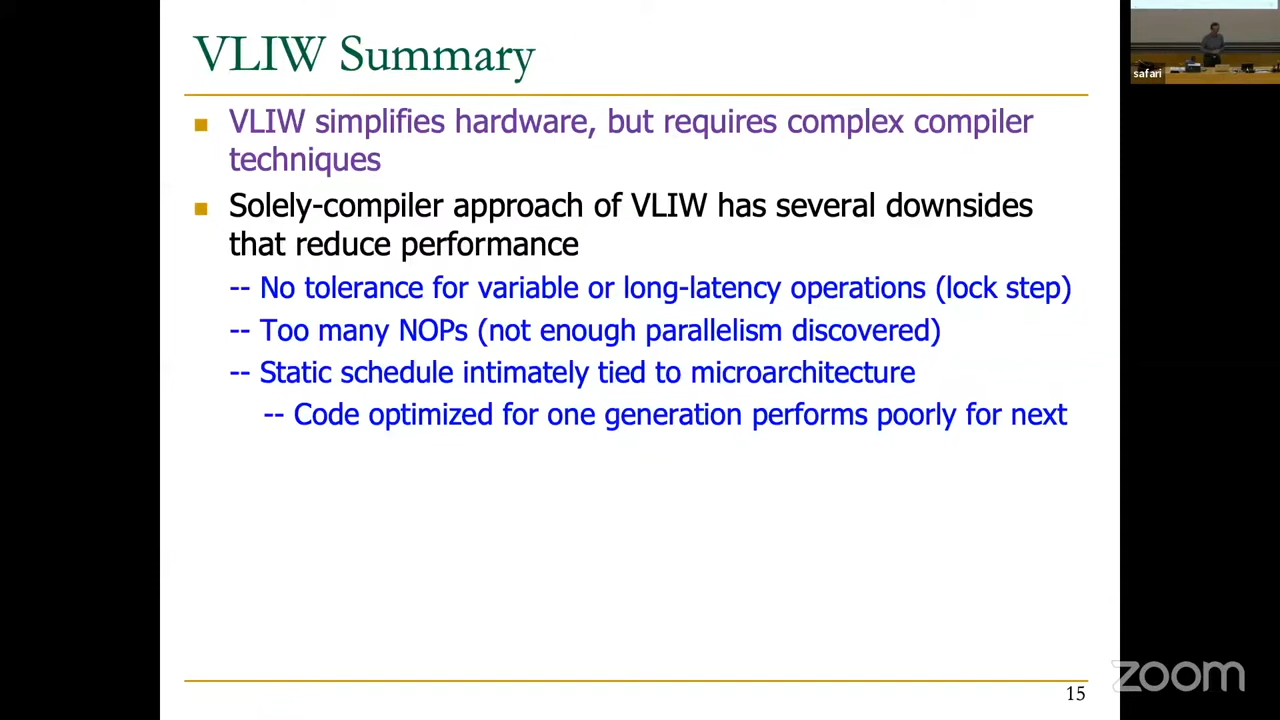 VLIW Summary
VLIW simplifies hardware, but requires complex compiler
techniques
Solely-compiler approach of VLIW has several downsides
that reduce performance
-- No tolerance for variable or long-latency operations (lock step)
-- Too many NOPs (not enough parallelism discovered)
-- Static schedule intimately tied to microarchitecture
-- Code optimized for one generation performs poorly for next
safari
15
zoom